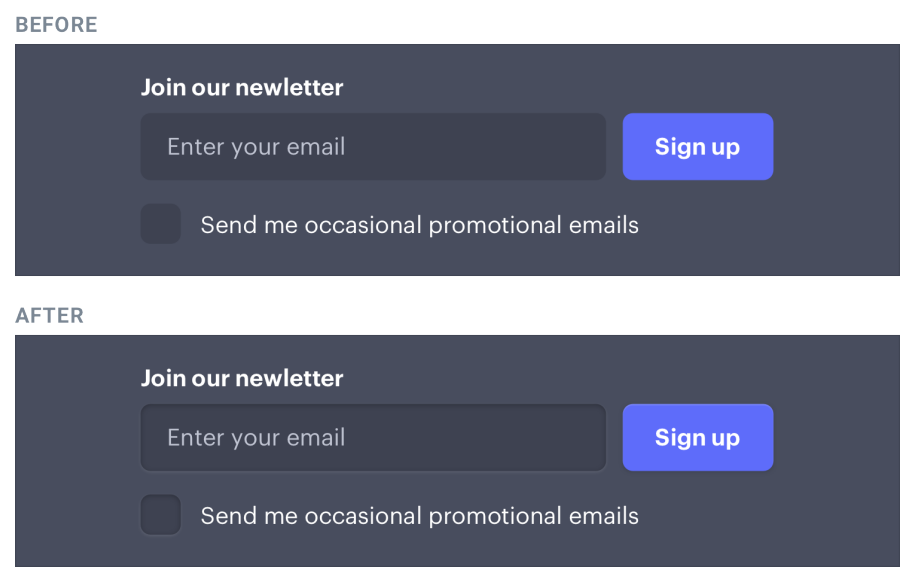 BEFORE
Join our newletter
Enter your email
Sign up
Send me occasional promotional emails
AFTER
Join our newletter
Enter your email
Sign up
Send me occasional promotional emails